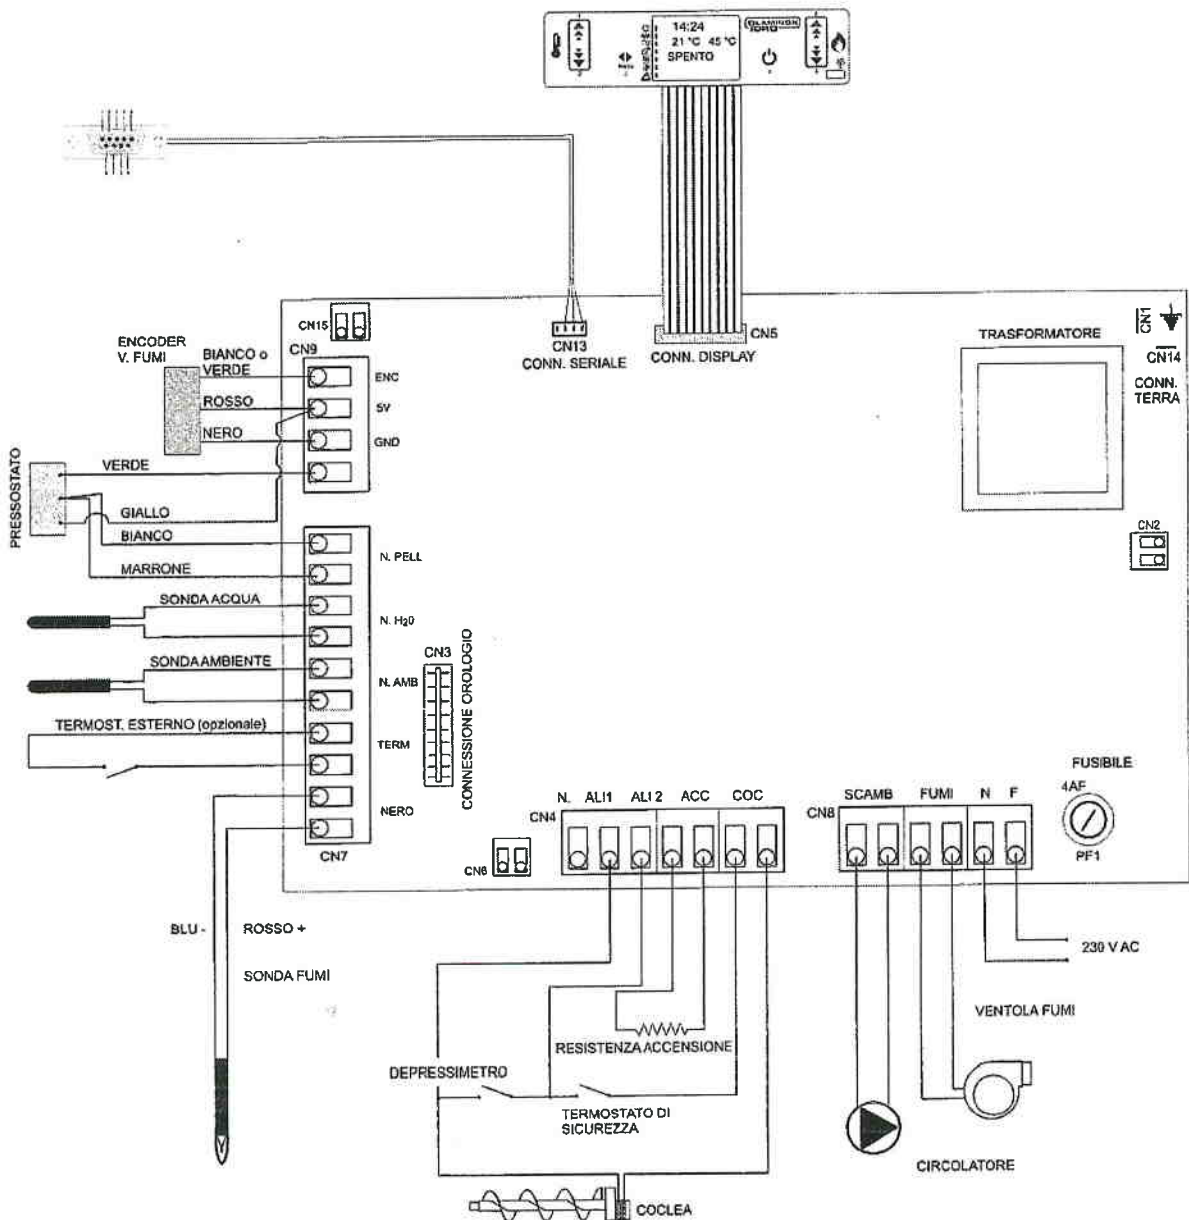 14:24
21 °C 45 °C
SPENTO
CN13
CONN. SERIALE
CN5
CONN. DISPLAY
TRASFORMATORE
CN1
CN14
CONN.
TERRA
CN2
CN15
CN9
ENCODER
V. FUMI
BIANCO o
VERDE
ENC
ROSSO
5V
NERO
GND
PRESSOSTATO
VERDE
GIALLO
BIANCO
N. PELL
MARRONE
SONDA ACQUA
N. H20
SONDA AMBIENTE
N. AMB
TERMOST. ESTERNO (opzionale)
TERM
NERO
CN7
CN3
CONNESSIONE OROLOGIO
CN6
CN4
N. ALI1 ALI 2 ACC COC
CN8
SCAMB FUMI N F
FUSIBILE
4AF
PF1
BLU -
ROSSO +
SONDA FUMI
230 V AC
VENTOLA FUMI
RESISTENZA ACCENSIONE
DEPRESSIMETRO
TERMOSTATO DI
SICUREZZA
CIRCOLATORE
COCLEA